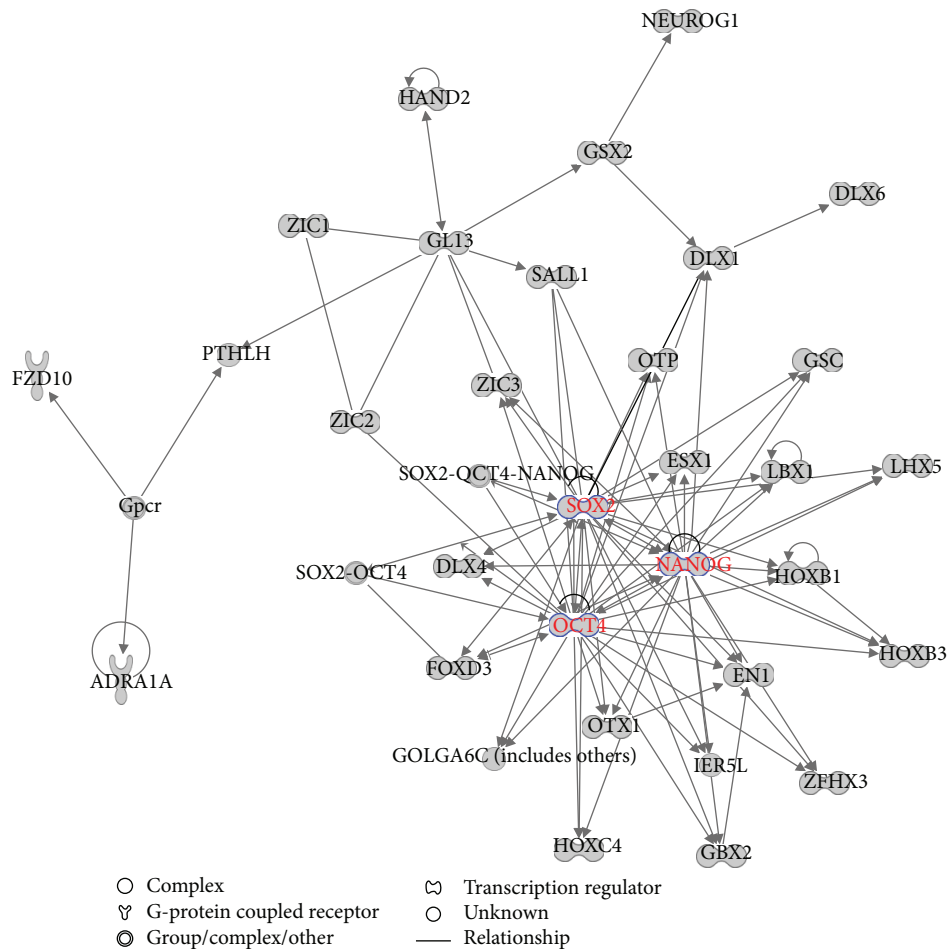 NEUROG1
HAND2
GSX2
DLX6
ZIC1
GL13
DLX1
SALL1
PTHLH
OTP
GSC
FZD10
ZIC3
ZIC2
ESX1
LBX1
LHX5
SOX2-OCT4-NANOG
Gpcr
SOX2
SOX2-OCT4
DLX4
NANOG
HOXB1
OCT4
HOXB3
ADRA1A
FOXD3
EN1
OTX1
GOLGA6C (includes others)
IER5L
ZFHX3
HOXC4
GBX2
Complex
G-protein coupled receptor
Group/complex/other
Transcription regulator
Unknown
Relationship